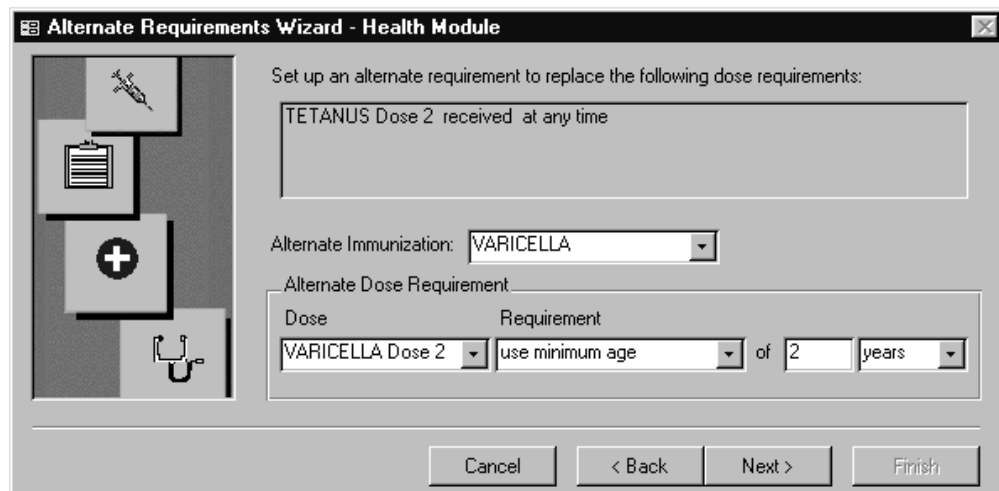 Alternate Requirements Wizard - Health Module
Set up an alternate requirement to replace the following dose requirements:
TETANUS Dose 2 received at any time
Alternate Immunization: VARICELLA
Alternate Dose Requirement
Dose Requirement
VARICELLA Dose 2 use minimum age of 2 years
Cancel < Back Next > Finish